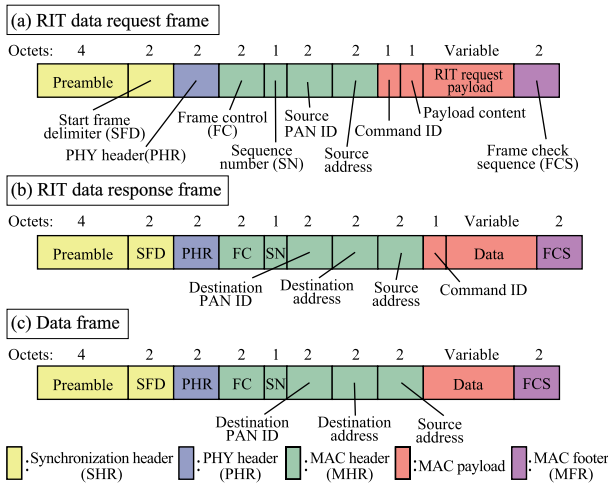 (a) RIT data request frame
Octets: 4 2 2 2 1 2 2 1 1 Variable 2
Preamble RIT request payload
Start frame delimiter (SFD)
PHY header(PHR)
Frame control (FC)
Sequence number (SN)
Source PAN ID
Source address
Command ID
Payload content
Frame check sequence (FCS)
(b) RIT data response frame
Octets: 4 2 2 2 1 2 2 2 1 Variable 2
Preamble SFD PHR FC SN Data FCS
Destination PAN ID
Destination address
Source address
Command ID
(c) Data frame
Octets: 4 2 2 2 1 2 2 2 Variable 2
Preamble SFD PHR FC SN Data FCS
Destination PAN ID
Destination address
Source address
:Synchronization header (SHR)
:PHY header (PHR)
:MAC header (MHR)
:MAC payload
:MAC footer (MFR)